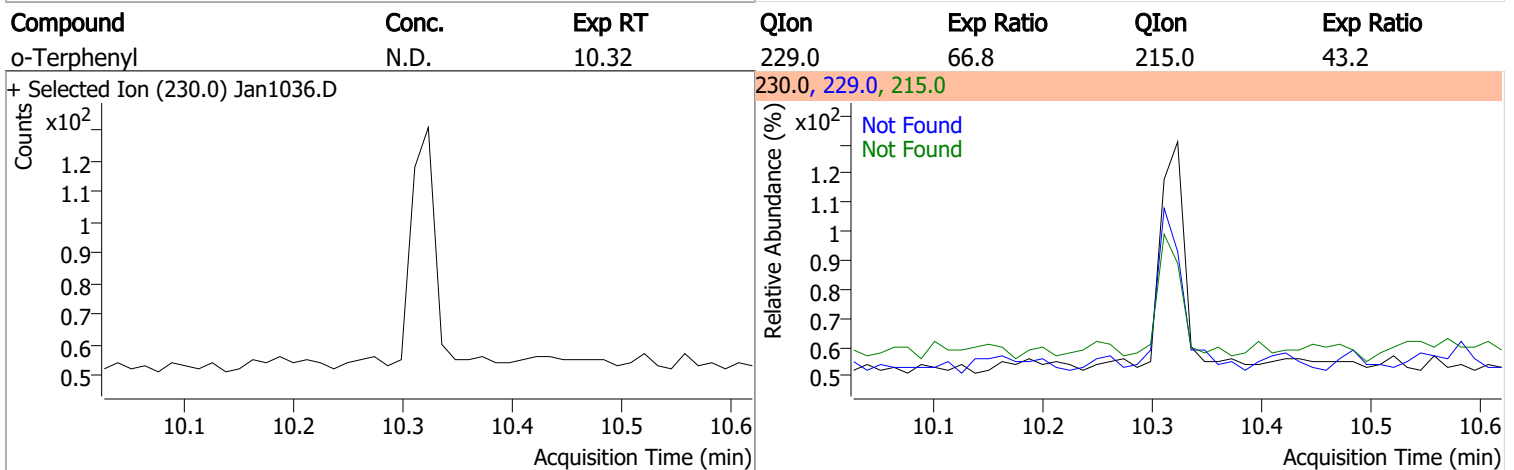 Compound Conc. Exp RT QIon Exp Ratio QIon Exp Ratio
o-Terphenyl N.D. 10.32 229.0 66.8 215.0 43.2
+ Selected Ion (230.0) Jan1036.D
Counts
x102
1.2
1.1
1
0.9
0.8
0.7
0.6
0.5
10.1 10.2 10.3 10.4 10.5 10.6
Acquisition Time (min)
230.0, 229.0, 215.0
Relative Abundance (%)
x102
Not Found
Not Found
1.2
1.1
1
0.9
0.8
0.7
0.6
0.5
10.1 10.2 10.3 10.4 10.5 10.6
Acquisition Time (min)